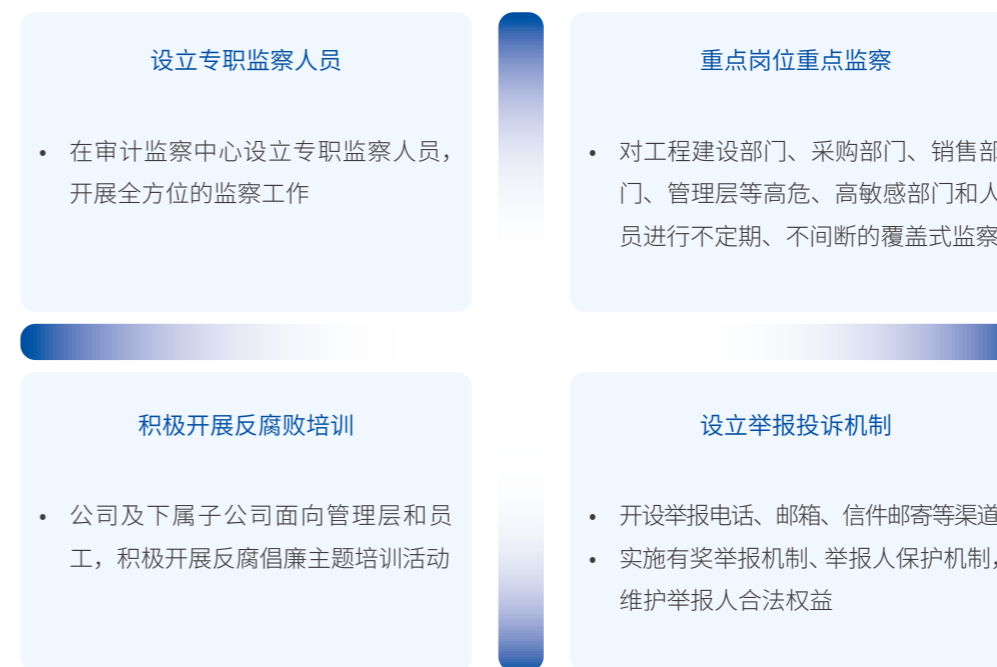 设立专职监察人员
• 在审计监察中心设立专职监察人员，
开展全方位的监察工作
重点岗位重点监察
• 对工程建设部门、采购部门、销售部
门、管理层等高危、高敏感部门和人
员进行不定期、不间断的覆盖式监察
积极开展反腐败培训
• 公司及下属子公司面向管理层和员
工，积极开展反腐倡廉主题培训活动
设立举报投诉机制
• 开设举报电话、邮箱、信件邮寄等渠道
• 实施有奖举报机制、举报人保护机制，
维护举报人合法权益